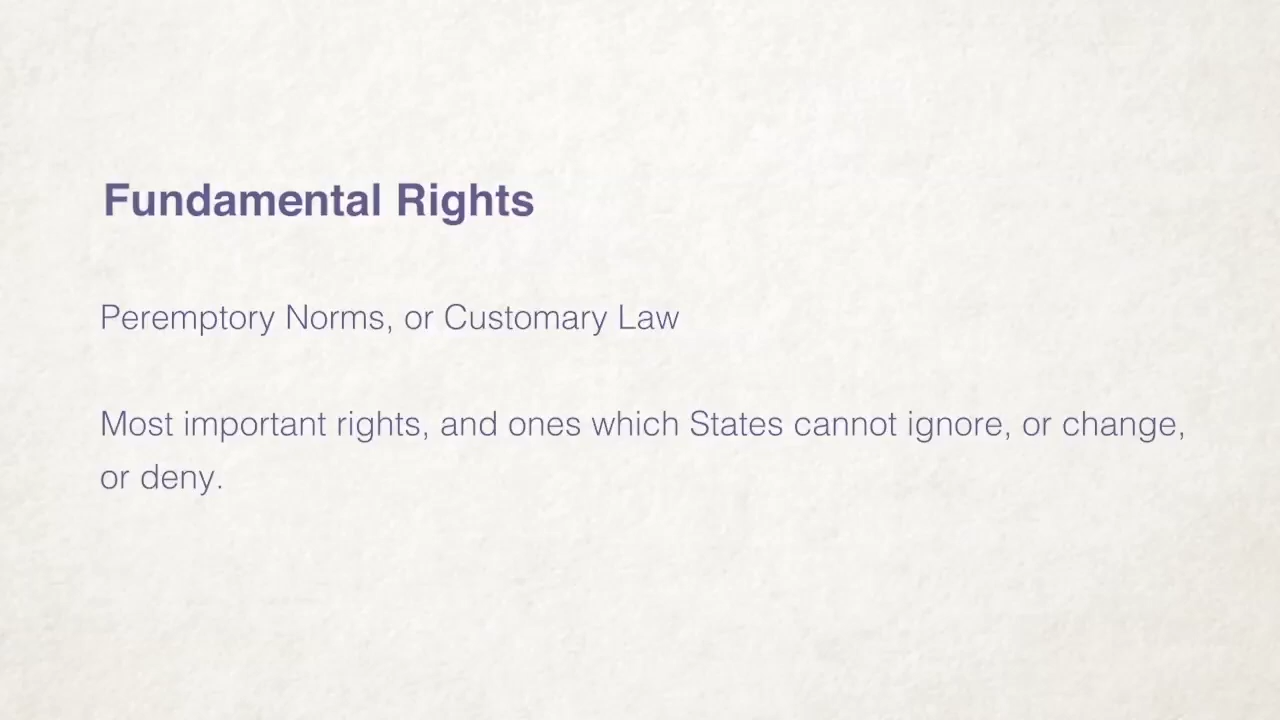 Fundamental Rights
Peremptory Norms, or Customary Law
Most important rights, and ones which States cannot ignore, or change,
or deny.